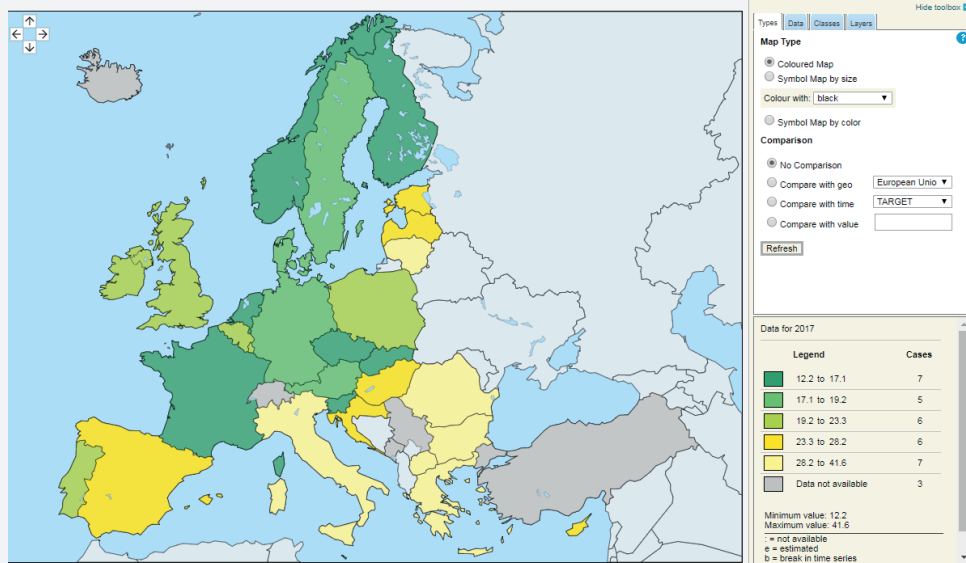 Hide toolbox
Types Data Classes Layers
?
Map Type
Coloured Map
Symbol Map by size
Colour with: black
Symbol Map by color
Comparison
No Comparison
Compare with geo European Unio
Compare with time TARGET
Compare with value
Refresh
Data for 2017
Legend Cases
12.2 to 17.1 7
17.1 to 19.2 5
19.2 to 23.3 6
23.3 to 28.2 6
28.2 to 41.6 7
Data not available 3
Minimum value: 12.2
Maximum value: 41.6
: = not available
e = estimated
b = break in time series